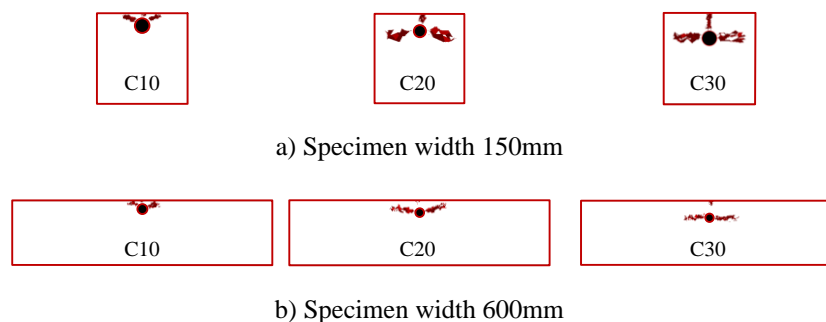 C10 C20 C30
a) Specimen width 150mm
C10 C20 C30
b) Specimen width 600mm